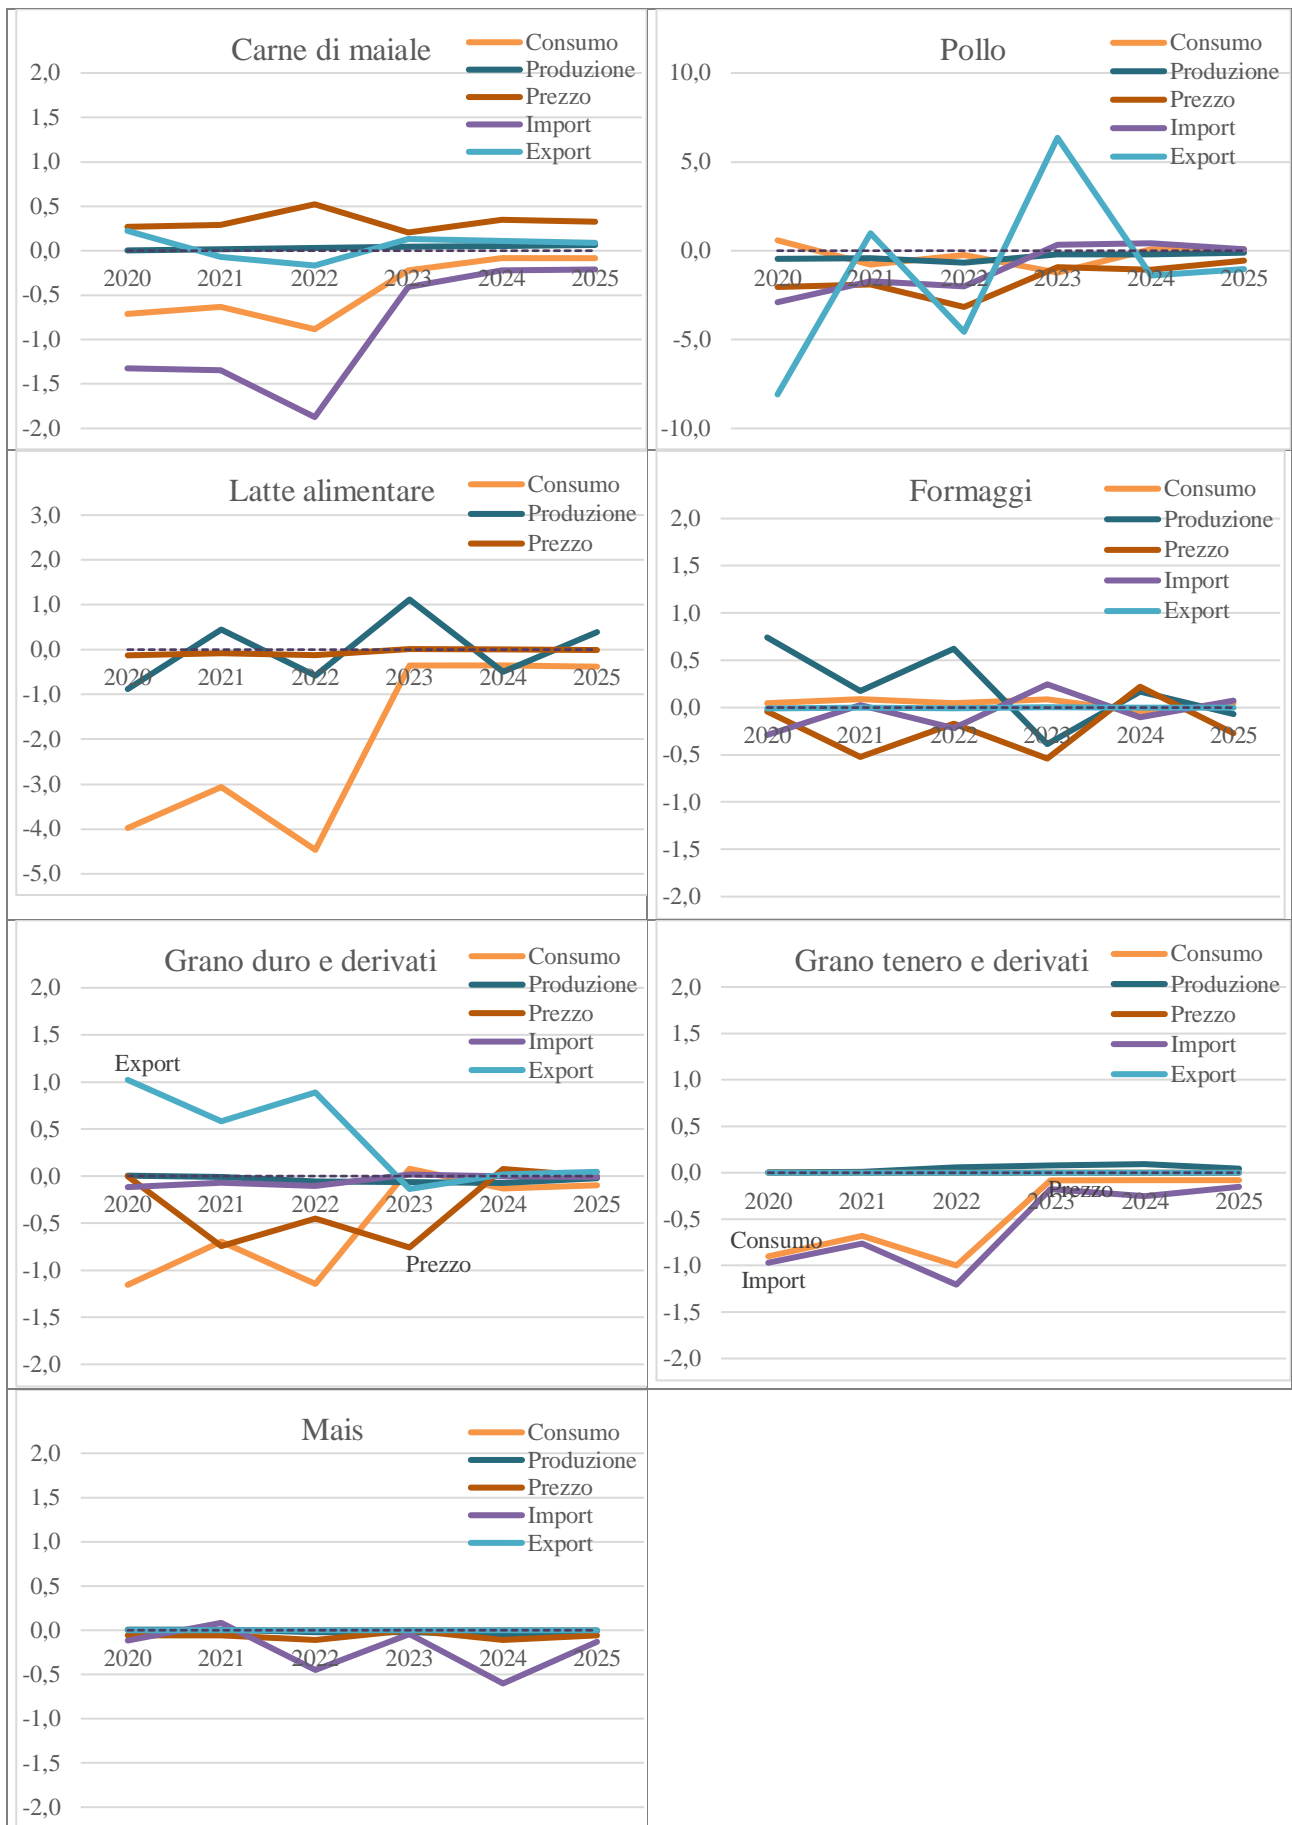 Carne di maiale
Consumo
Produzione
Prezzo
Import
Export
2,0
1,5
1,0
0,5
0,0
-0,5
-1,0
-1,5
-2,0
2020 2021 2022 2023 2024 2025
Pollo
Consumo
Produzione
Prezzo
Import
Export
10,0
5,0
0,0
-5,0
-10,0
2020 2021 2022 2023 2024 2025
Latte alimentare
Consumo
Produzione
Prezzo
3,0
2,0
1,0
0,0
-1,0
-2,0
-3,0
-4,0
-5,0
2020 2021 2022 2023 2024 2025
Formaggi
Consumo
Produzione
Prezzo
Import
Export
2,0
1,5
1,0
0,5
0,0
-0,5
-1,0
-1,5
-2,0
2020 2021 2022 2023 2024 2025
Grano duro e derivati
Consumo
Produzione
Prezzo
Import
Export
2,0
1,5
1,0
0,5
0,0
-0,5
-1,0
-1,5
-2,0
Export
2020 2021 2022 2023 2024 2025
Prezzo
Grano tenero e derivati
Consumo
Produzione
Prezzo
Import
Export
2,0
1,5
1,0
0,5
0,0
-0,5
-1,0
-1,5
-2,0
2020 2021 2022 2023 2024 2025
Prezzo
Consumo
Import
Mais
Consumo
Produzione
Prezzo
Import
Export
2,0
1,5
1,0
0,5
0,0
-0,5
-1,0
-1,5
-2,0
2020 2021 2022 2023 2024 2025